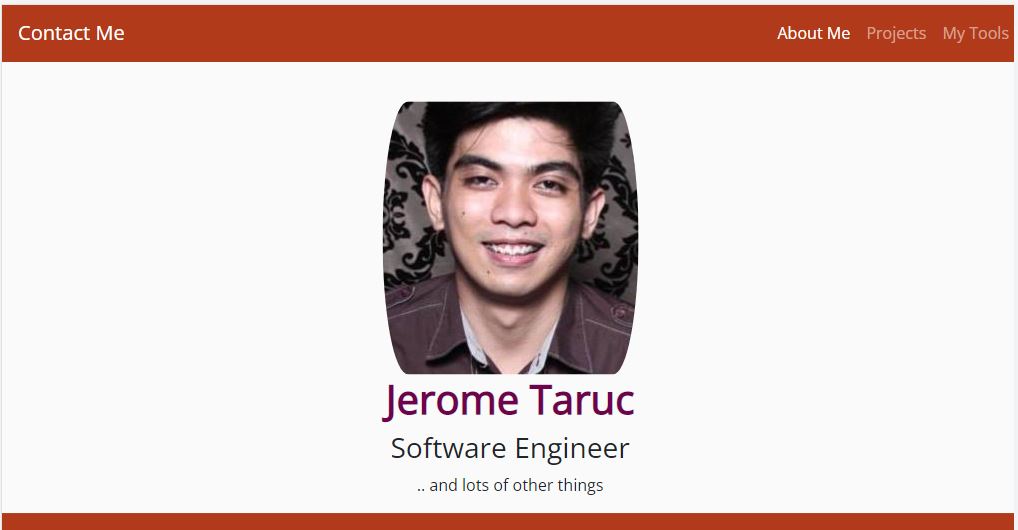 Contact Me About Me Projects My Tools
Jerome Taruc
Software Engineer
.. and lots of other things